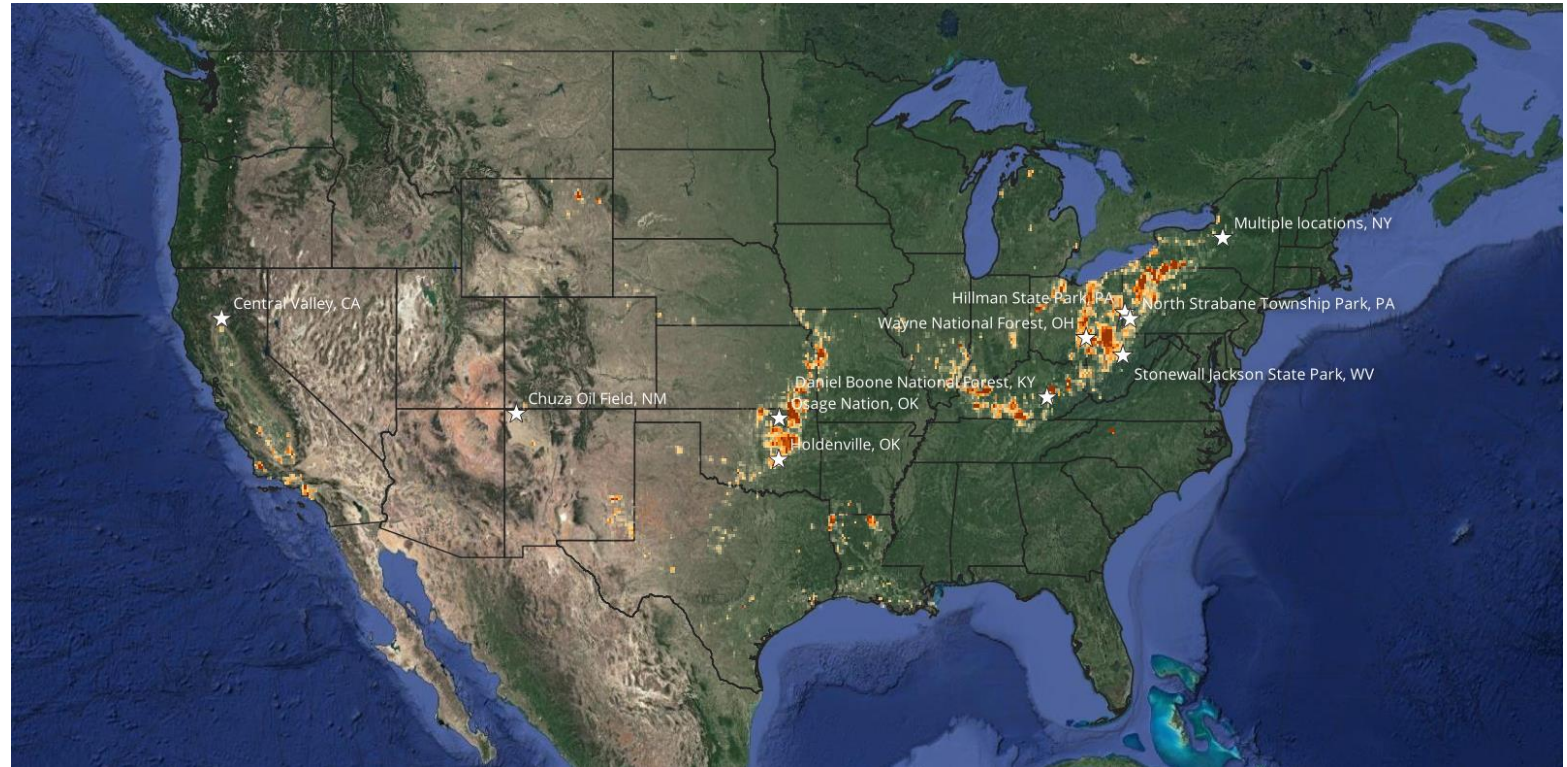 Multiple locations, NY
Hillman State Park, PA
North Strabane Township Park, PA
Central Valley, CA
Wayne National Forest, OH
Stonewall Jackson State Park, WV
Daniel Boone National Forest, KY
Chuza Oil Field, NM
Osage Nation, OK
Holdenville, OK